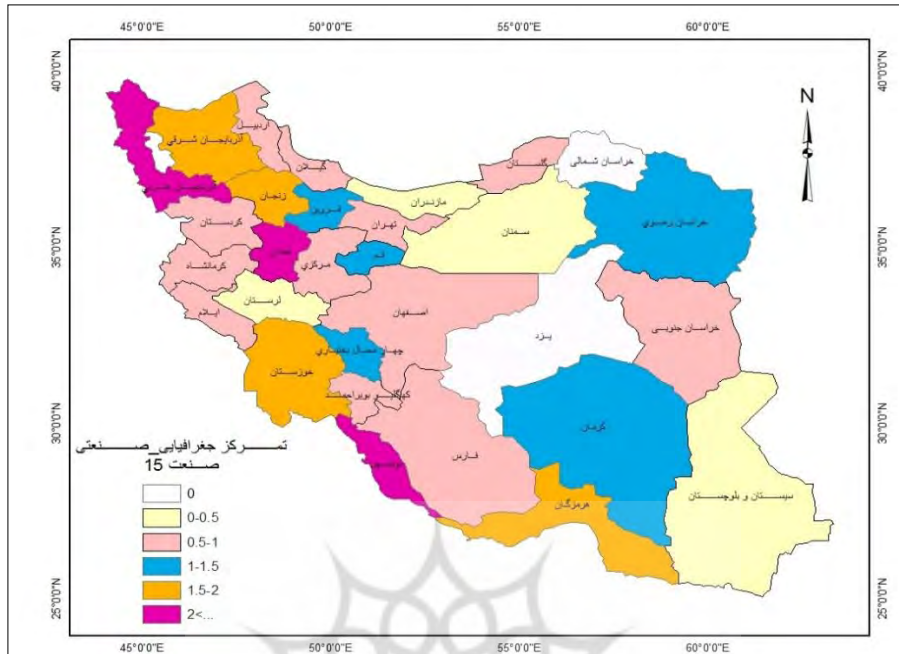 45°0'0"E 50°0'0"E 55°0'0"E 60°0'0"E
40°0'0"N 40°0'0"N
35°0'0"N 35°0'0"N
30°0'0"N 30°0'0"N
25°0'0"N 25°0'0"N
N
اردبیل
آذربایجان شرقی
گیلان
گلستان
خراسان شمالی
زنجان
قزوین
مازندران
خراسان رضوی
کردستان
تهران
سمنان
همدان
مرکزی
قم
کرمانشاه
لرستان
ایلام
اصفهان
یزد
خراسان جنوبی
چهار محال بختیاری
خوزستان
کهگیلویه بویراحمد
کرمان
فارس
سیستان و بلوچستان
هرمزگان
تمرکز جغرافیایی_صنعتی
صنعت 15
0
0-0.5
0.5-1
1-1.5
1.5-2
2<...
45°0'0"E 50°0'0"E 55°0'0"E 60°0'0"E